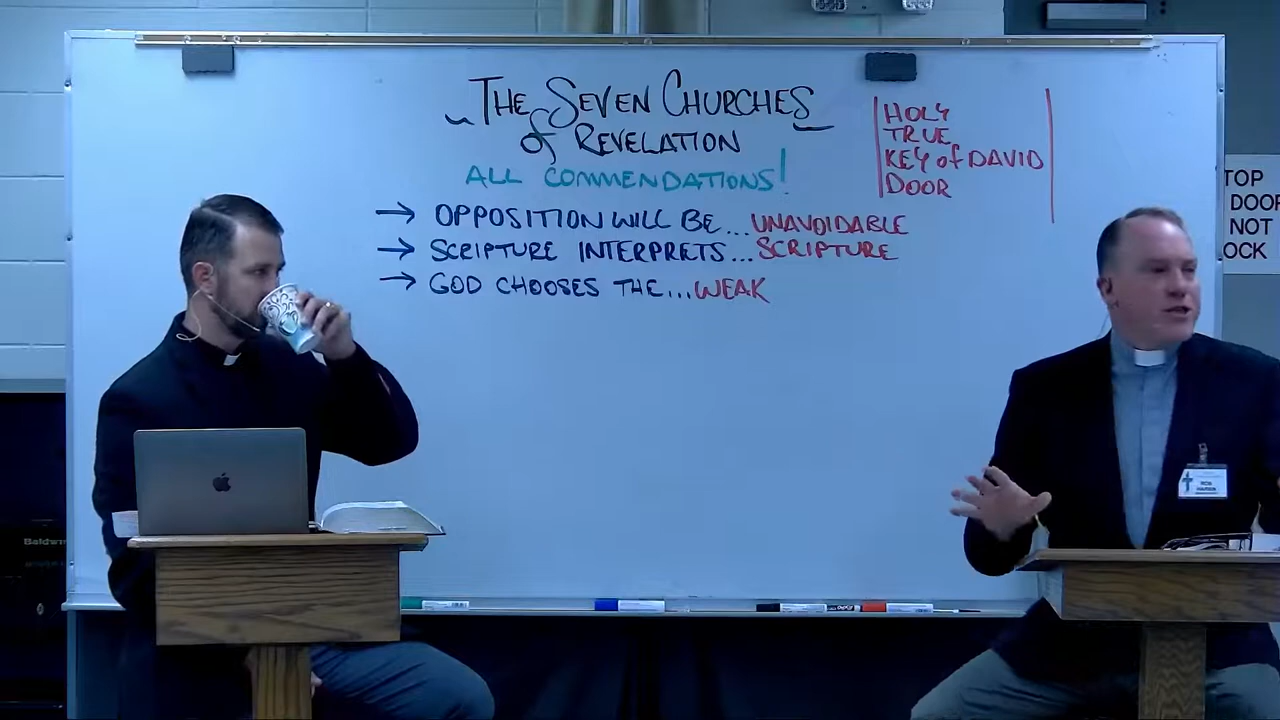 THE SEVEN CHURCHES
of REVELATION
ALL COMMENDATIONS!
→ OPPOSITION WILL BE...UNAVOIDABLE
→ SCRIPTURE INTERPRETS...SCRIPTURE
→ GOD CHOOSES THE...WEAK
HOLY
TRUE
KEY of DAVID
DOOR
TOP
DOOR
NOT
OCK
Baldwin